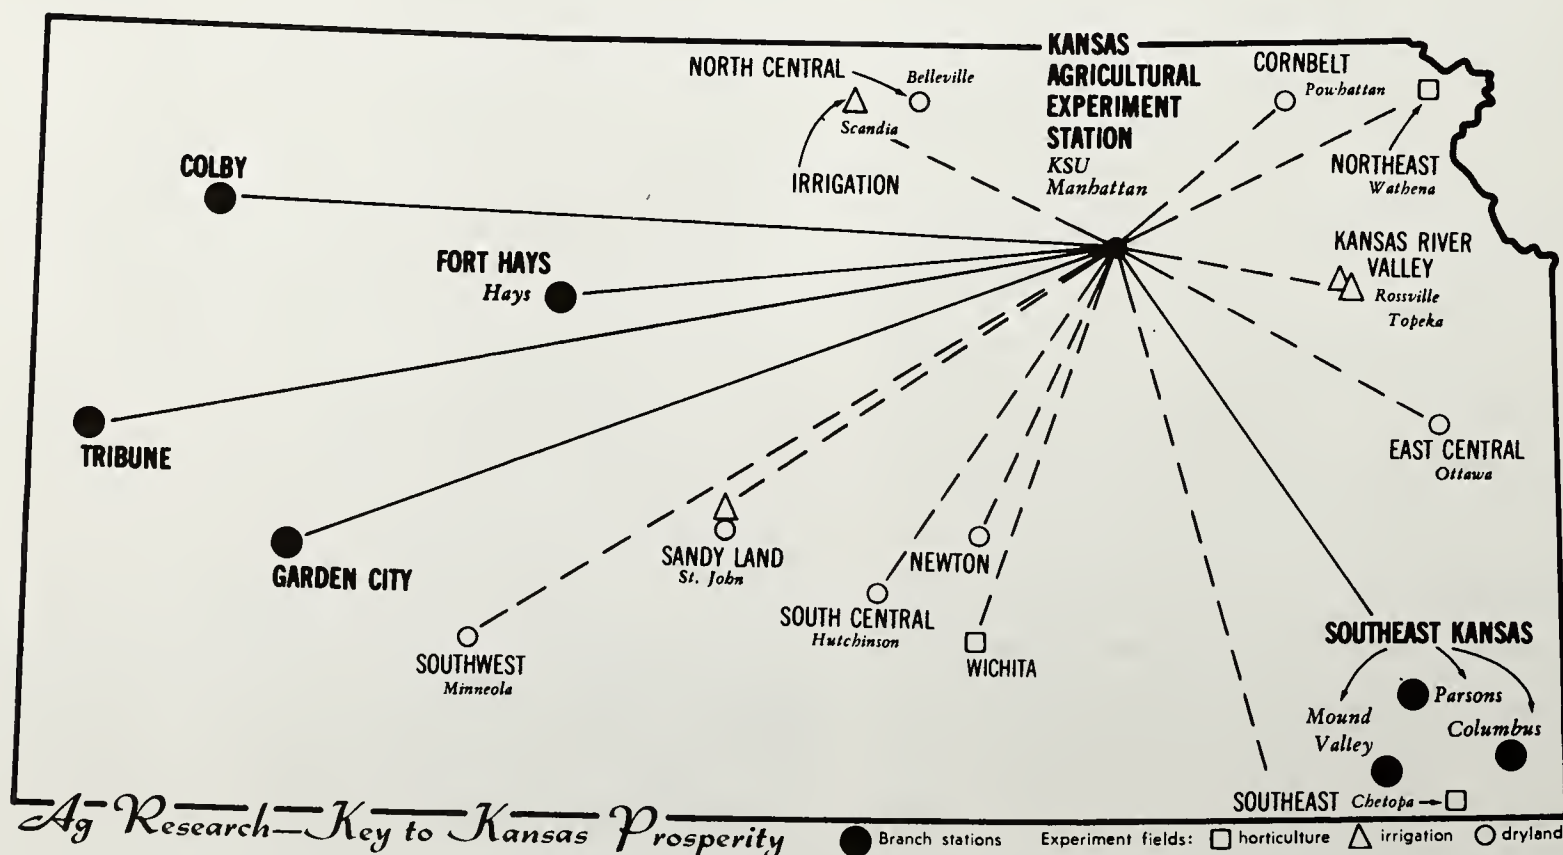 KANSAS
AGRICULTURAL
EXPERIMENT
STATION
KSU
Manhattan
NORTH CENTRAL
Belleville
Scandia
IRRIGATION
CORNBELT
Powhattan
NORTHEAST
Wathena
COLBY
FORT HAYS
Hays
KANSAS RIVER
VALLEY
Rossville
Topeka
TRIBUNE
EAST CENTRAL
Ottawa
GARDEN CITY
SANDY LAND
St. John
NEWTON
SOUTH CENTRAL
Hutchinson
WICHITA
SOUTHWEST
Minneola
SOUTHEAST KANSAS
Parsons
Mound
Valley
Columbus
SOUTHEAST Chetopa
Ag Research—Key to Kansas Prosperity
Branch stations Experiment fields: horticulture irrigation dryland